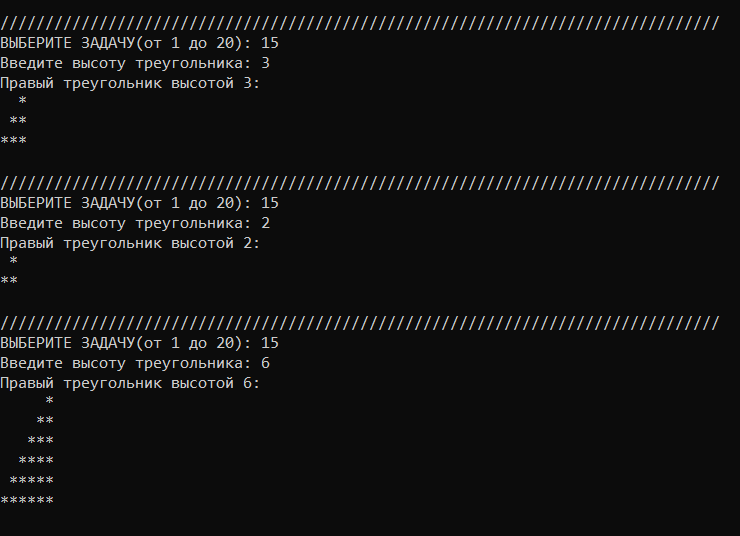 ////////////////////////////////////////////////////////////////////////////////
ВЫБЕРИТЕ ЗАДАЧУ(от 1 до 20): 15
Введите высоту треугольника: 3
Правый треугольник высотой 3:
  *
 **
***
////////////////////////////////////////////////////////////////////////////////
ВЫБЕРИТЕ ЗАДАЧУ(от 1 до 20): 15
Введите высоту треугольника: 2
Правый треугольник высотой 2:
 *
**
////////////////////////////////////////////////////////////////////////////////
ВЫБЕРИТЕ ЗАДАЧУ(от 1 до 20): 15
Введите высоту треугольника: 6
Правый треугольник высотой 6:
     *
    **
   ***
  ****
 *****
******